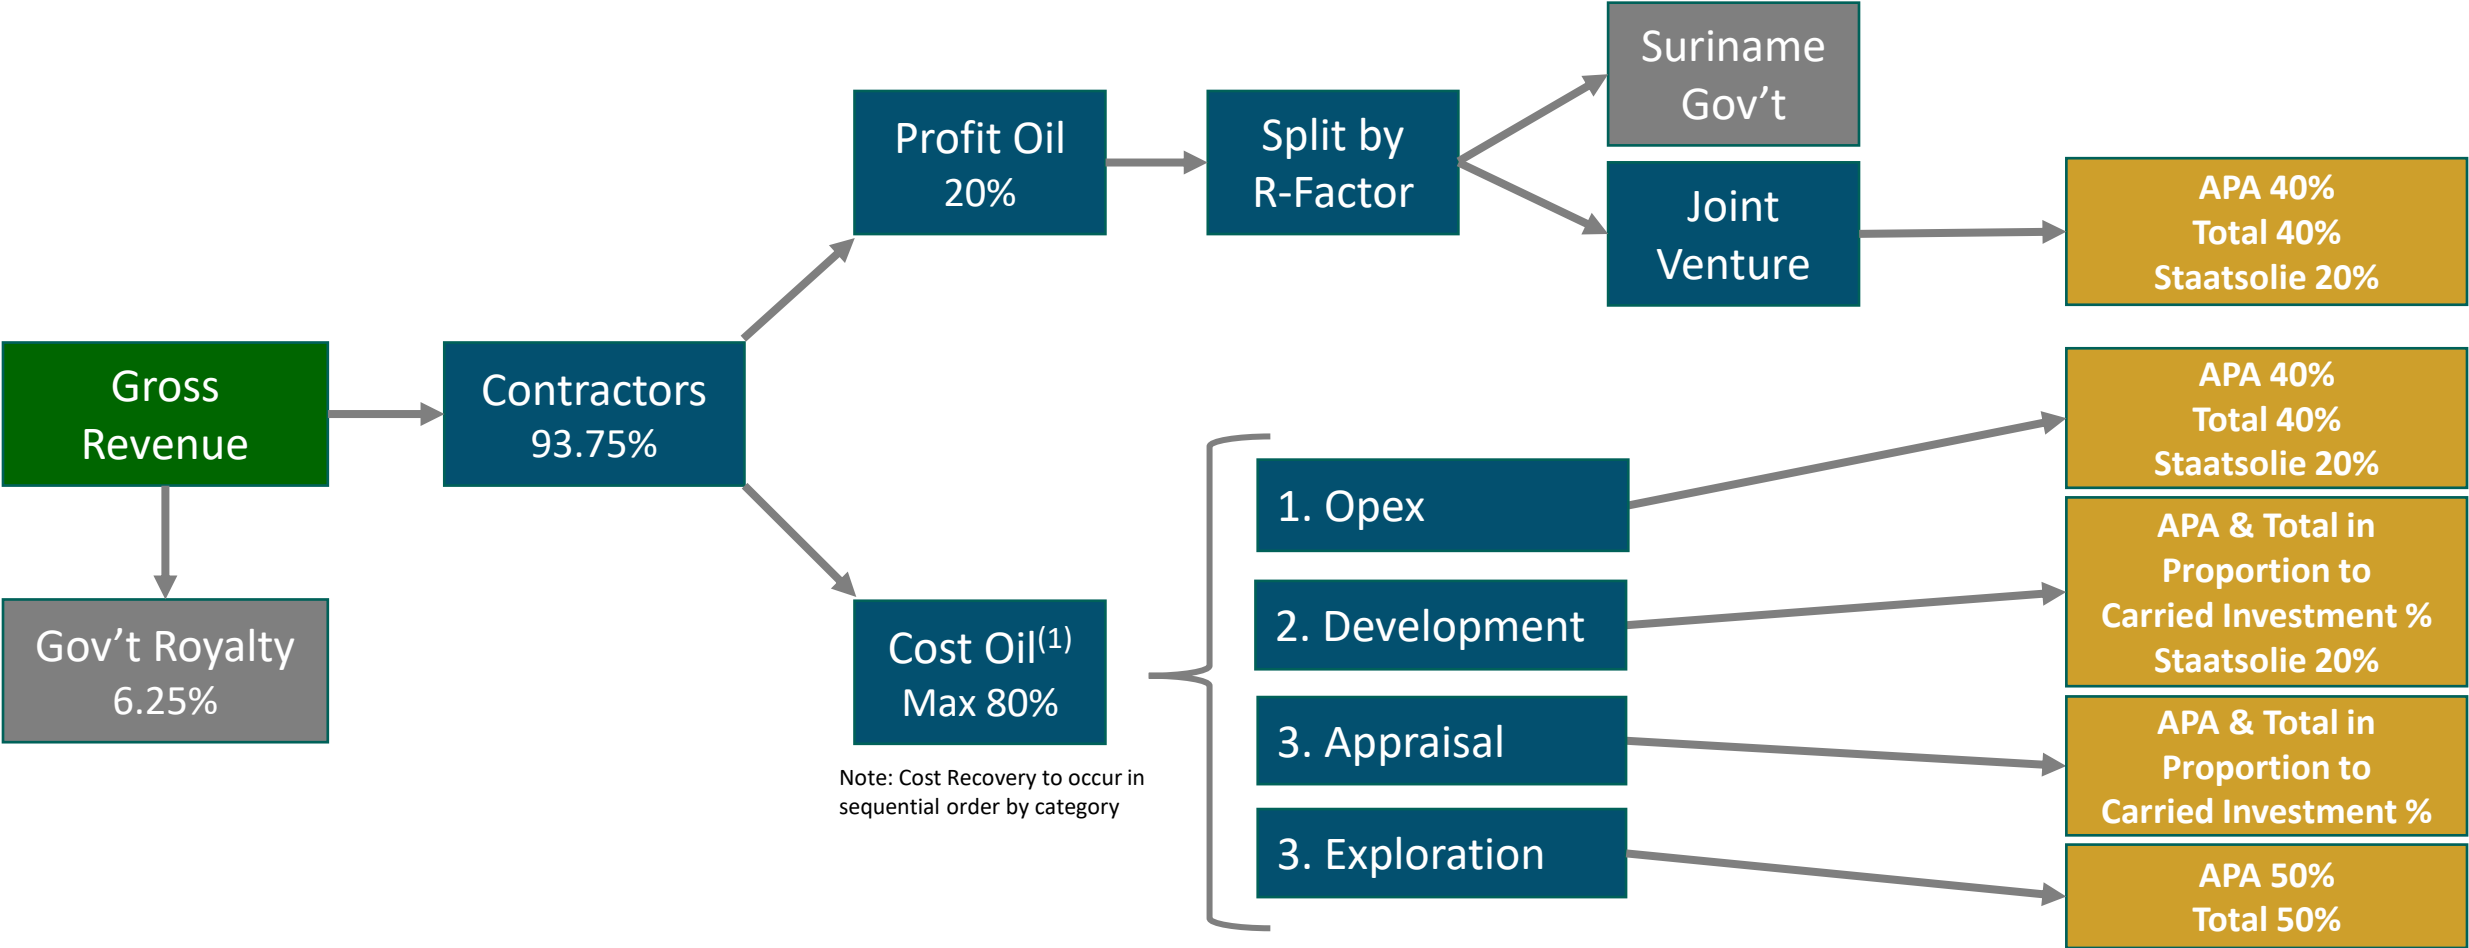 Suriname
Gov’t
Profit Oil
20%
Split by
R-Factor
Joint
Venture
APA 40%
Total 40%
Staatsolie 20%
Gross
Revenue
Contractors
93.75%
Gov’t Royalty
6.25%
Cost Oil(1)
Max 80%
Note: Cost Recovery to occur in
sequential order by category
1. Opex
APA 40%
Total 40%
Staatsolie 20%
2. Development
APA & Total in
Proportion to
Carried Investment %
Staatsolie 20%
3. Appraisal
APA & Total in
Proportion to
Carried Investment %
3. Exploration
APA 50%
Total 50%